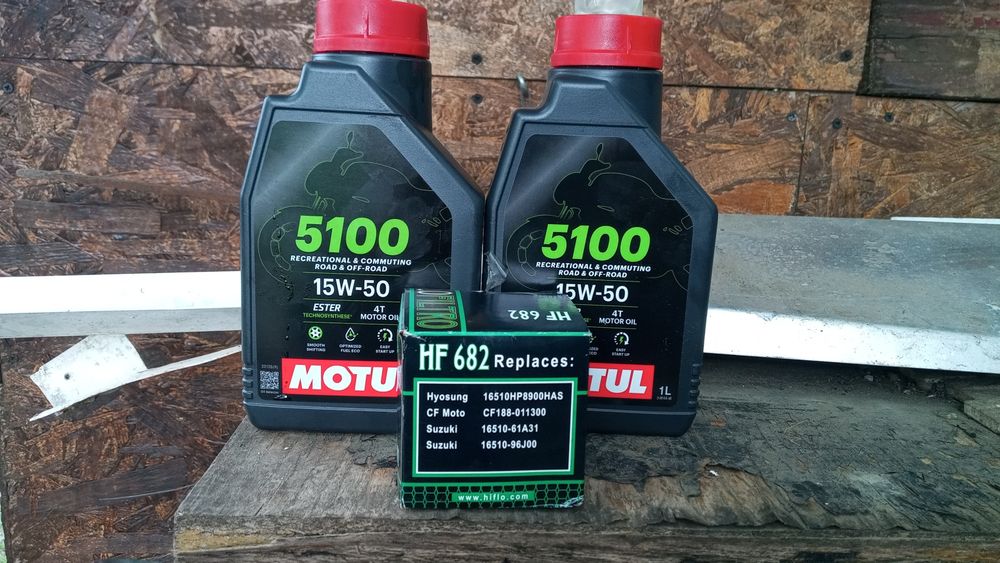 5100
RECREATIONAL & COMMUTING
ROAD & OFF-ROAD
15W-50
ESTER
TECHNOSYNTHESE®
4T
MOTOR OIL
SMOOTH
SHIFTING
OPTIMIZED
FUEL ECO
EASY
START UP
MOTUL
5100
RECREATIONAL & COMMUTING
ROAD & OFF-ROAD
15W-50
4T
MOTOR OIL
EASY
START UP
TUL
1L
HF 682
HF 682 Replaces:
Hyosung 16510HP8900HAS
CF Moto CF188-011300
Suzuki 16510-61A31
Suzuki 16510-96J00
www.hiflo.com